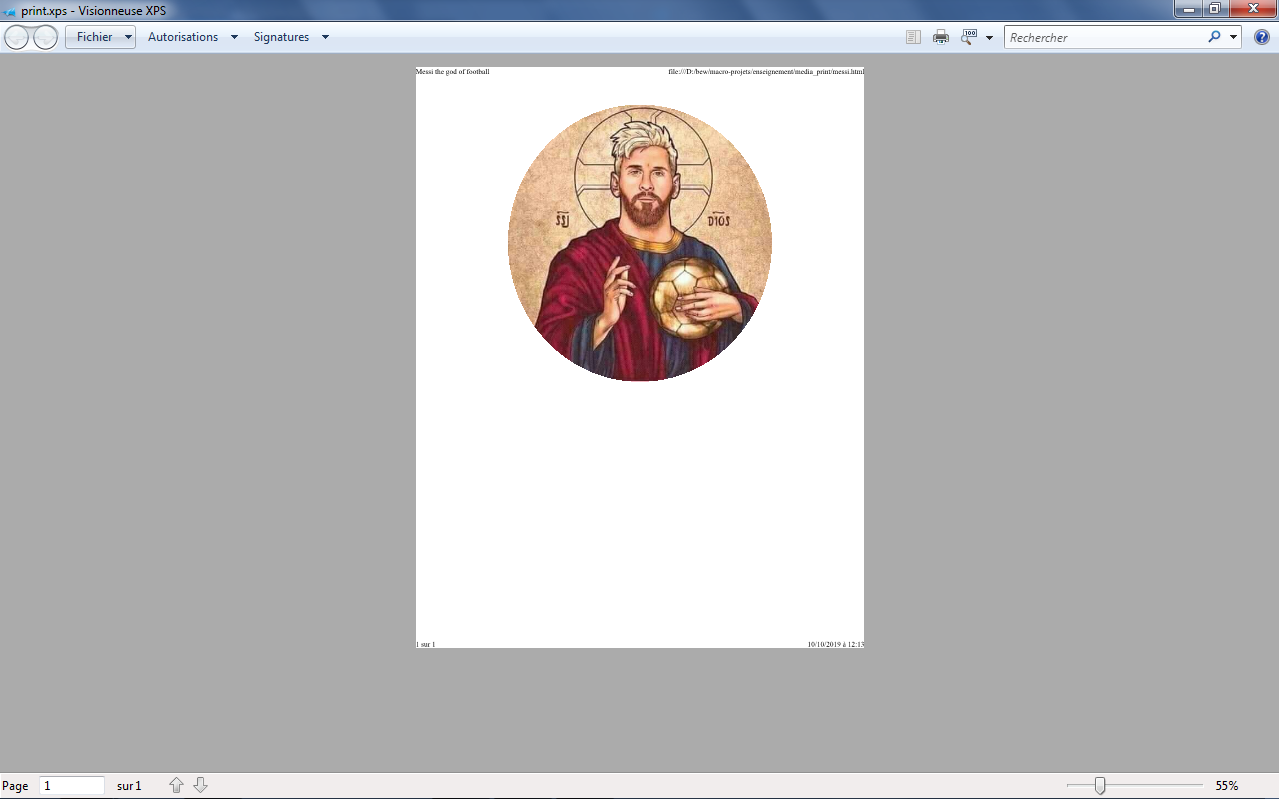 print.xps - Visionneuse XPS
Fichier Autorisations Signatures
100
Rechercher
Messi the god of football file:///D:/bew/macro-projets/enseignement/media_print/messi.html
DIOS
1 sur 1 10/10/2019 à 12:13
Page 1 sur 1 55%